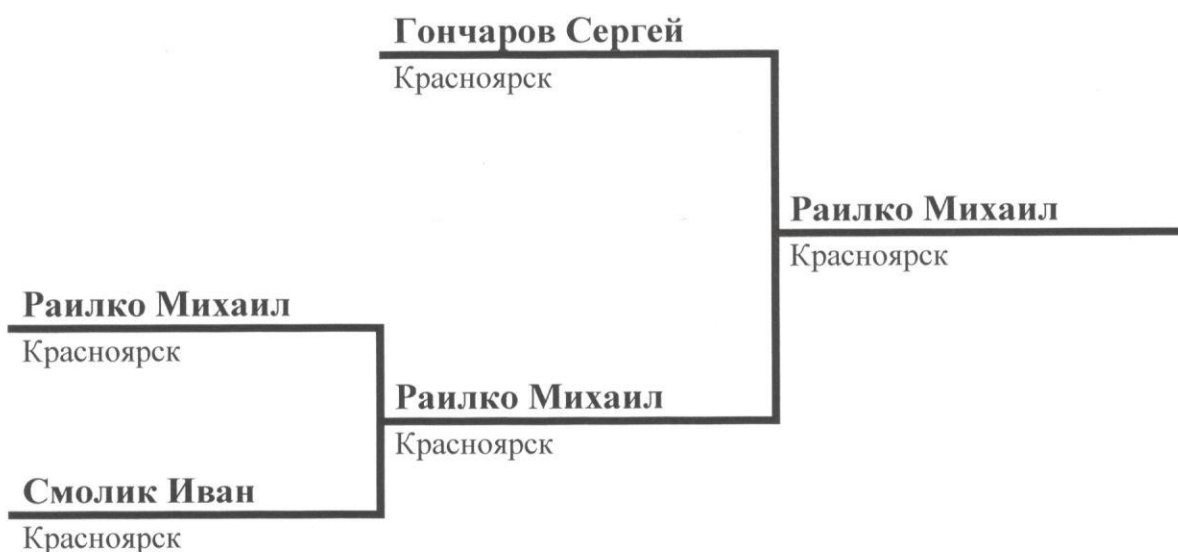 Гончаров Сергей
Красноярск
Раилко Михаил
Красноярск
Раилко Михаил
Красноярск
Раилко Михаил
Красноярск
Смолик Иван
Красноярск